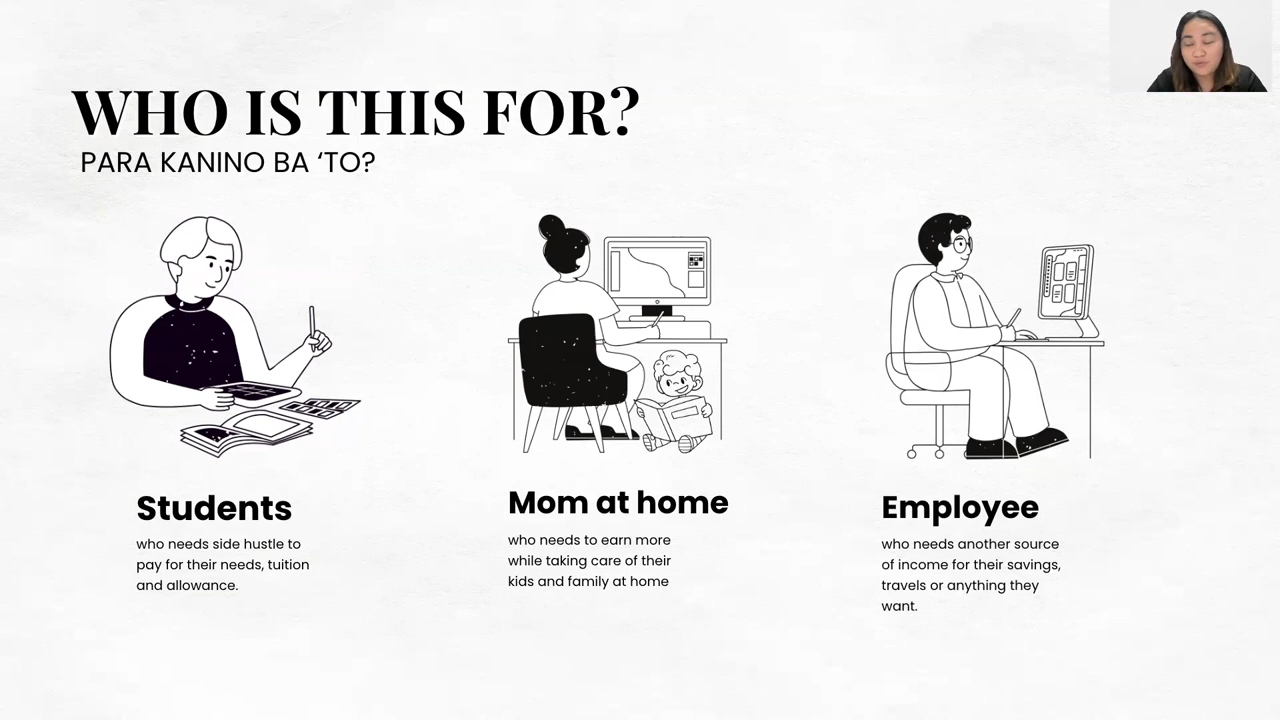 WHO IS THIS FOR?
PARA KANINO BA ‘TO?
Students
who needs side hustle to
pay for their needs, tuition
and allowance.
Mom at home
who needs to earn more
while taking care of their
kids and family at home
Employee
who needs another source
of income for their savings,
travels or anything they
want.